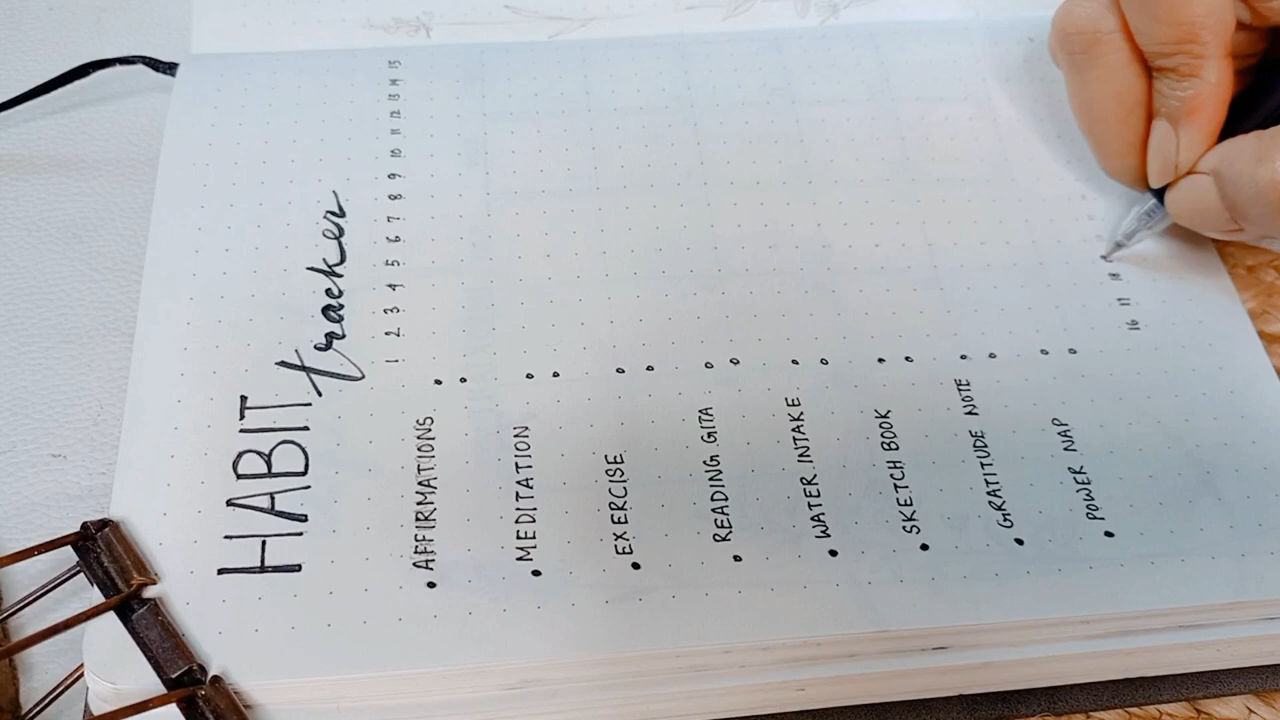 HABIT
tracker
1 2 3 4 5 6 7 8 9 10 11 12 13 14 15
• AFFIRMATIONS
• MEDITATION
• EXERCISE
• READING GITA
• WATER INTAKE
• SKETCH BOOK
• GRATITUDE NOTE
• POWER NAP
16 17 18